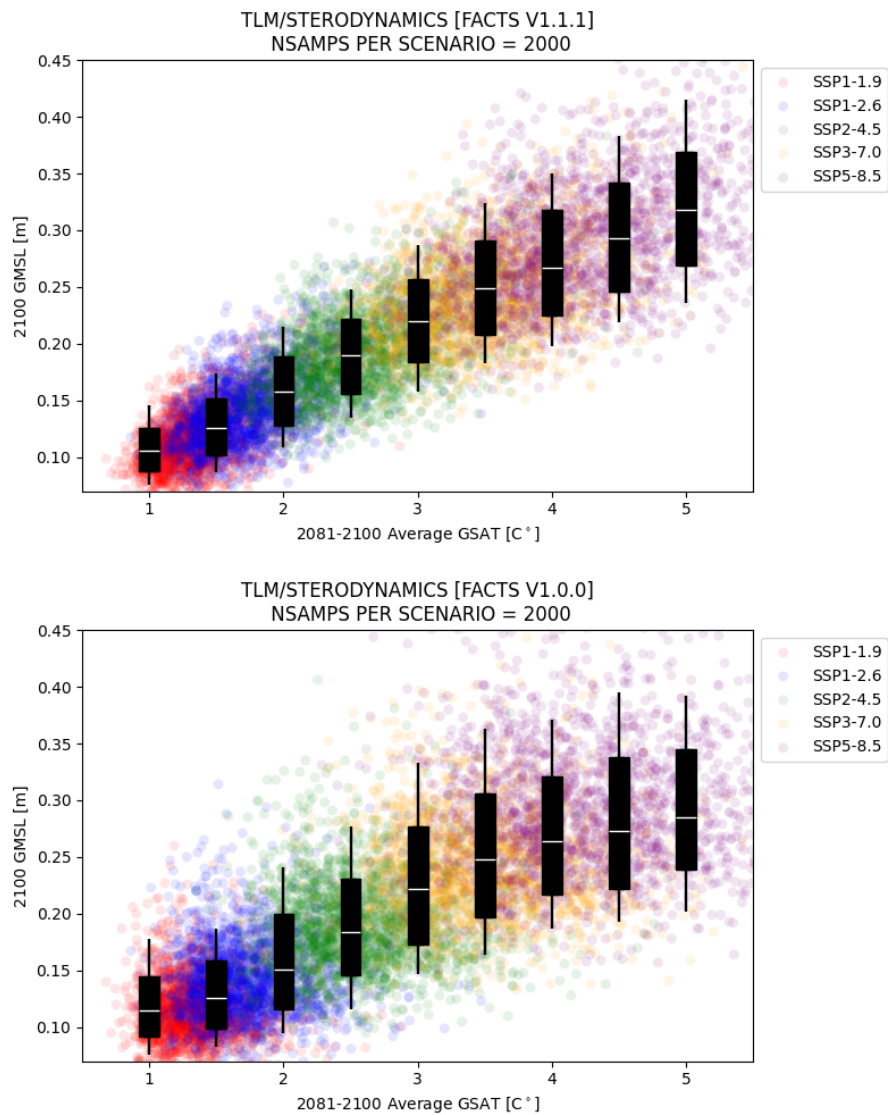 TLM/STERODYNAMICS [FACTS V1.1.1]
NSAMPS PER SCENARIO = 2000
0.45
0.40
0.35
0.30
0.25
0.20
0.15
0.10
2100 GMSL [m]
1 2 3 4 5
2081-2100 Average GSAT [C°]
SSP1-1.9
SSP1-2.6
SSP2-4.5
SSP3-7.0
SSP5-8.5
TLM/STERODYNAMICS [FACTS V1.0.0]
NSAMPS PER SCENARIO = 2000
0.45
0.40
0.35
0.30
0.25
0.20
0.15
0.10
2100 GMSL [m]
1 2 3 4 5
2081-2100 Average GSAT [C°]
SSP1-1.9
SSP1-2.6
SSP2-4.5
SSP3-7.0
SSP5-8.5